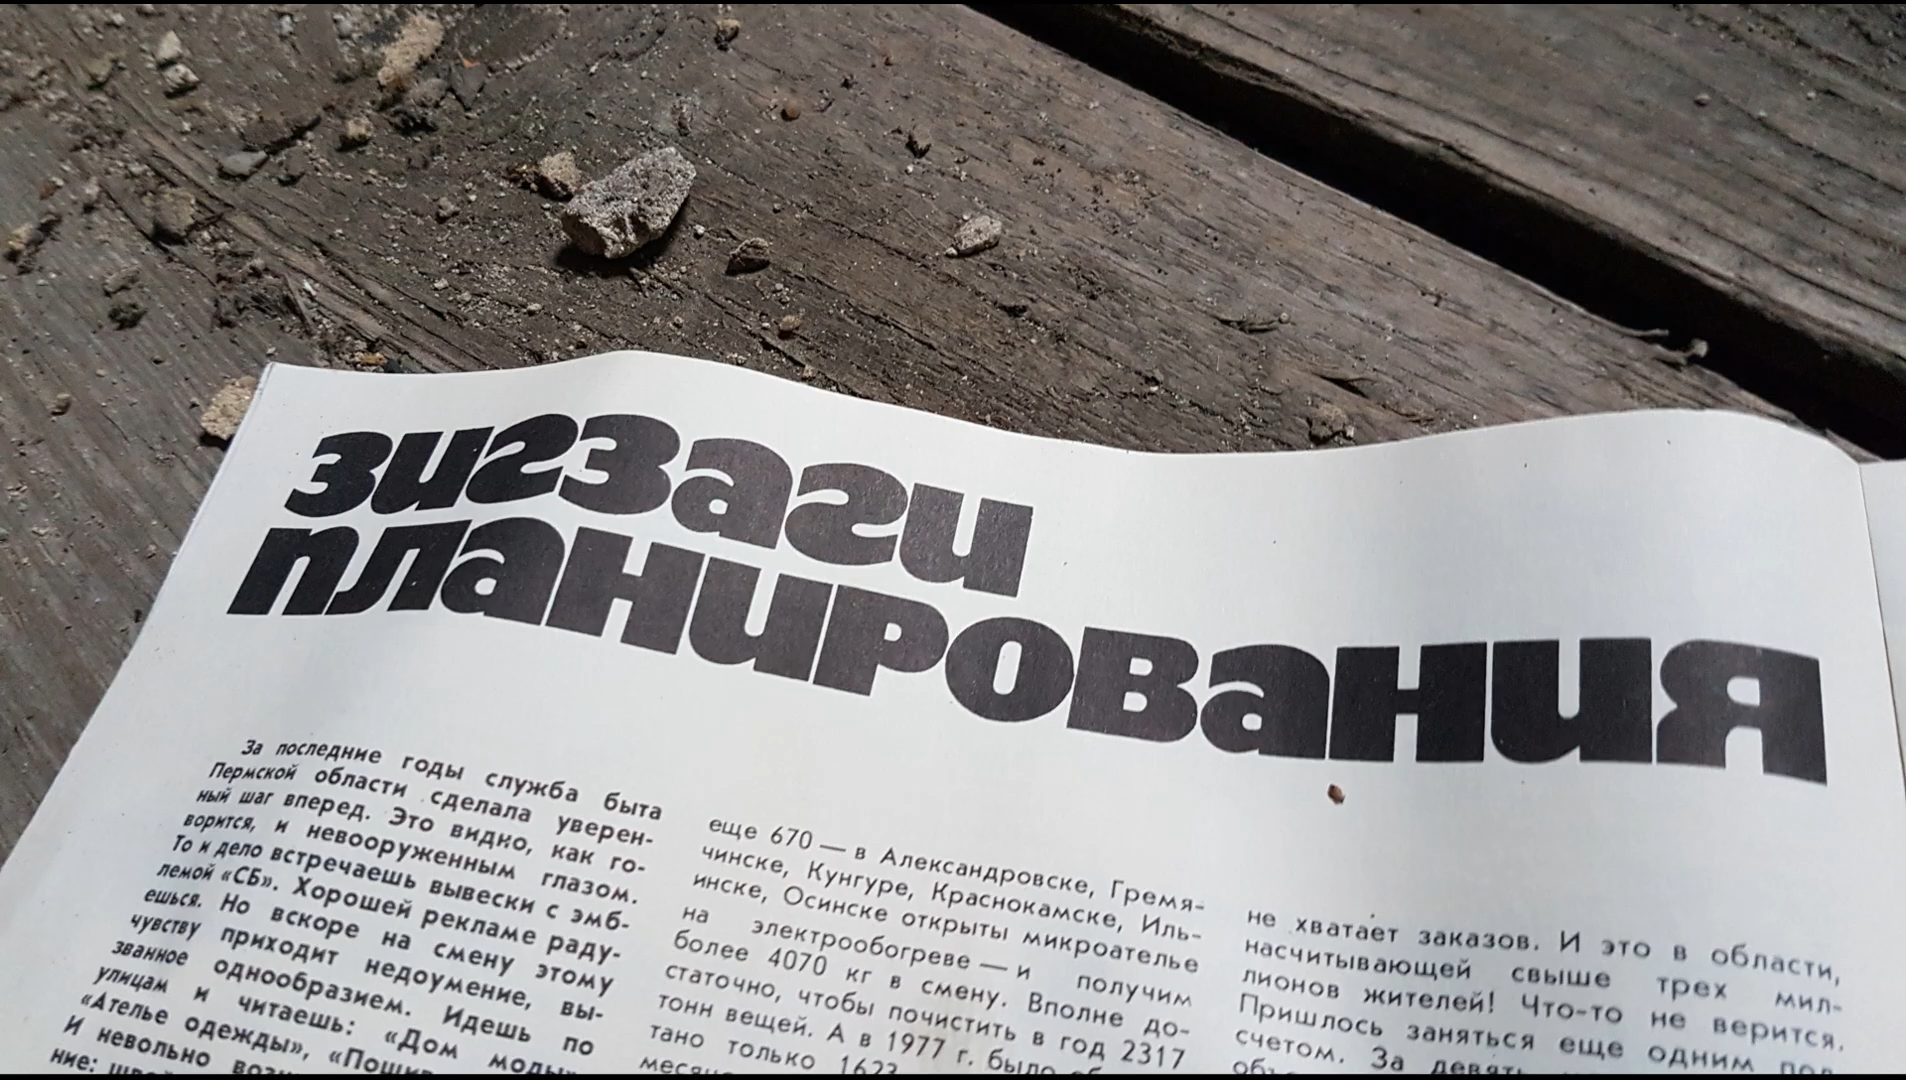 зигзаги
планирования
За последние годы служба быта
Пермской области сделала уверен-
ный шаг вперед. Это видно, как го-
ворится, и невооруженным глазом.
То и дело встречаешь вывески с эмб-
лемой «СБ». Хорошей рекламе раду-
ешься. Но вскоре на смену этому
чувству приходит недоумение, вы-
званное однообразием. Идешь по
улицам и читаешь: «Дом моды»,
«Ателье одежды»,
И невольно
ние:
еще 670 — в Александровске, Гремя-
чинске, Кунгуре, Краснокамске, Иль-
инске, Осинске открыты микроателье
на электрообогреве — и получим
более 4070 кг в смену. Вполне до-
статочно, чтобы почистить в год 2317
тонн вещей. А в 1977 г. было
тано только 1623
не хватает заказов. И это в области,
насчитывающей свыше трех мил-
лионов жителей! Что-то не верится.
Пришлось заняться еще одним под-
счетом. За девять